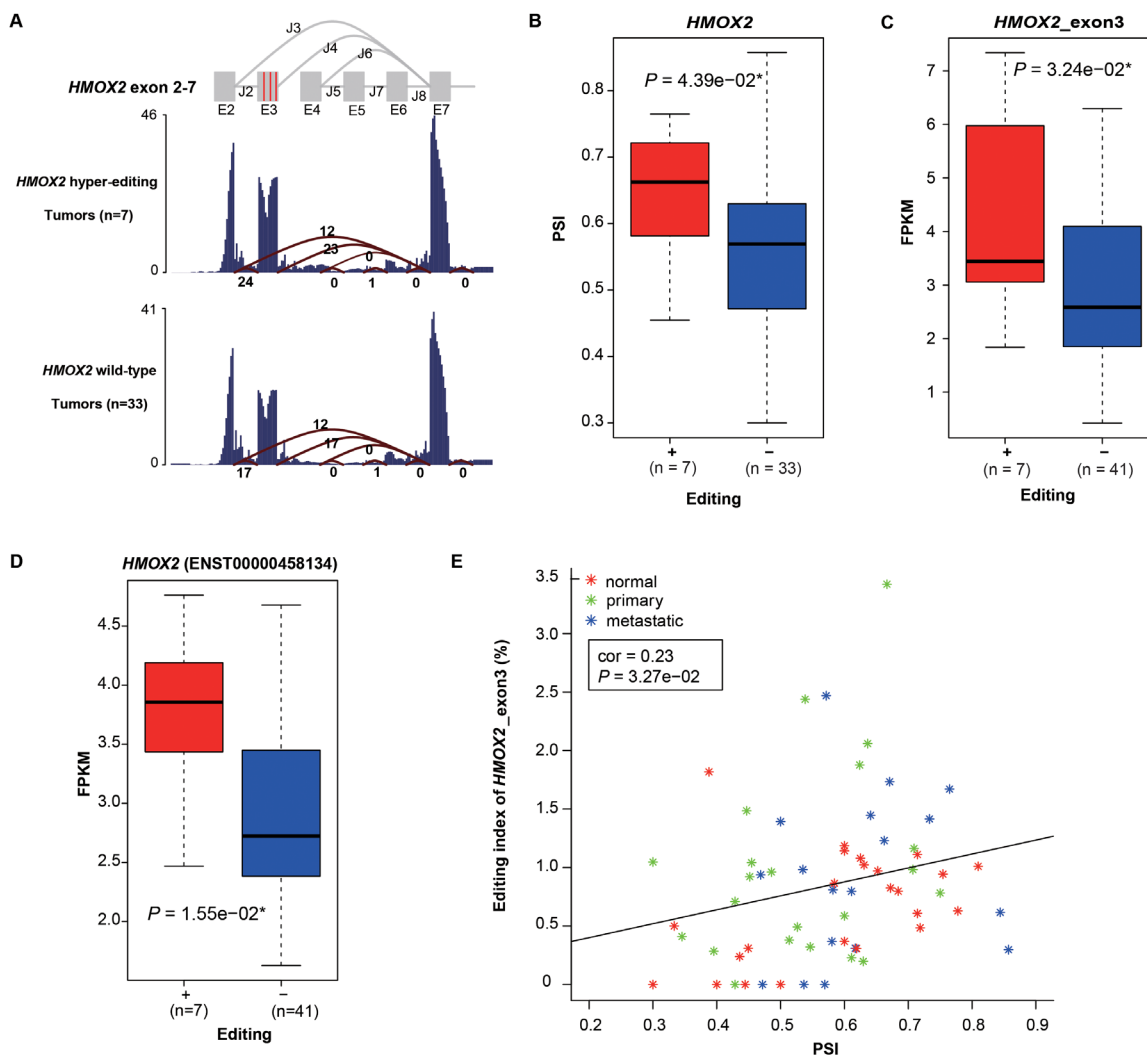 A
J3
J4
J6
HMOX2 exon 2-7
J2
J5
J7
J8
E2
E3
E4
E5
E6
E7
46
HMOX2 hyper-editing
Tumors (n=7)
12
23
0
0
24
0
1
0
0
41
HMOX2 wild-type
Tumors (n=33)
12
17
0
0
17
0
1
0
0
B
HMOX2
P = 4.39e−02*
PSI
0.8
0.7
0.6
0.5
0.4
0.3
+
−
(n = 7)
(n = 33)
Editing
C
HMOX2_exon3
P = 3.24e−02*
FPKM
7
6
5
4
3
2
1
+
−
(n = 7)
(n = 41)
Editing
D
HMOX2 (ENST00000458134)
FPKM
4.5
4.0
3.5
3.0
2.5
2.0
P = 1.55e−02*
+
−
(n=7)
(n=41)
Editing
E
normal
primary
metastatic
cor = 0.23
P = 3.27e−02
Editing index of HMOX2_exon3 (%)
3.5
3.0
2.5
2.0
1.5
1.0
0.5
0
0.2
0.3
0.4
0.5
0.6
0.7
0.8
0.9
PSI